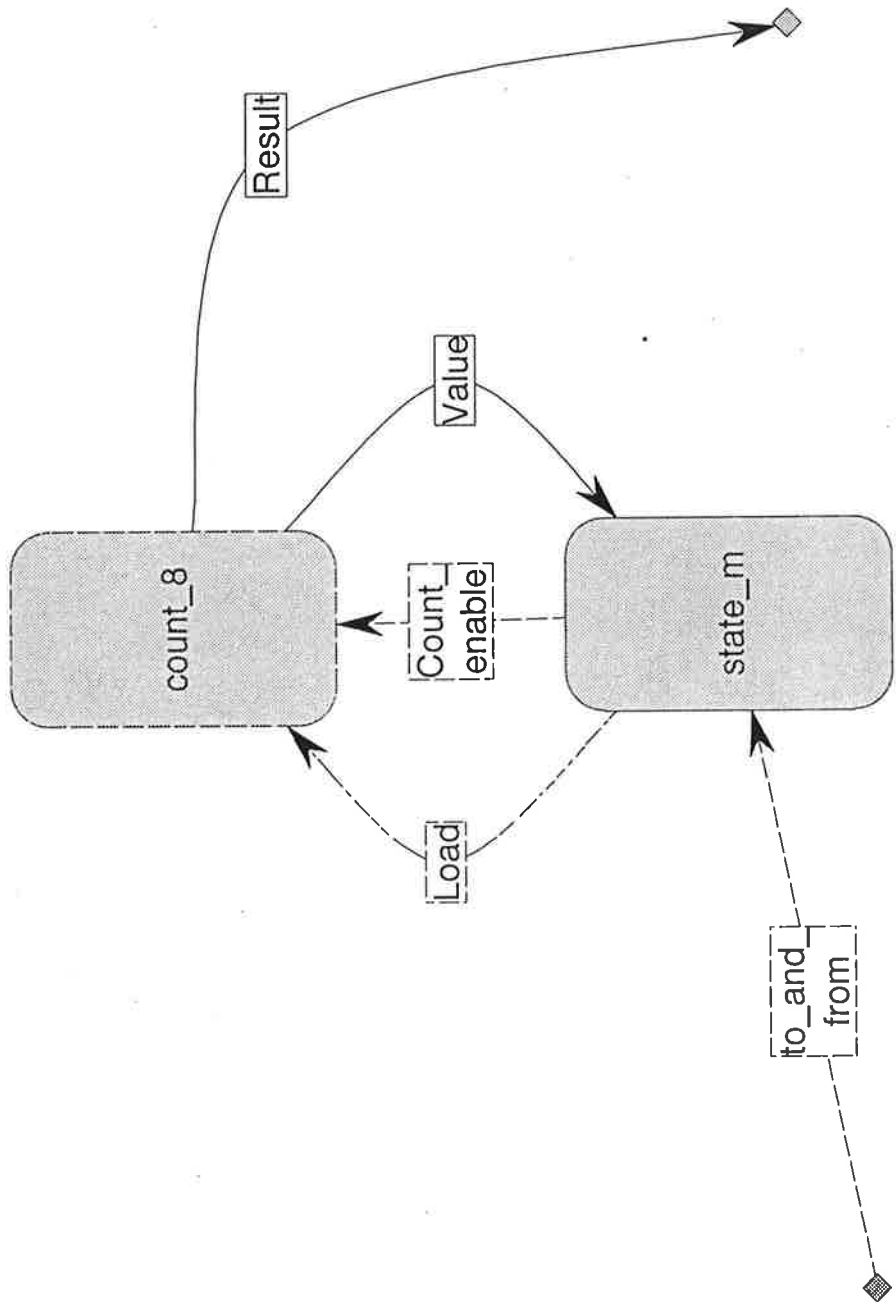 count_8
state_m
Result
Value
Count_
enable
Load
to_and_
from